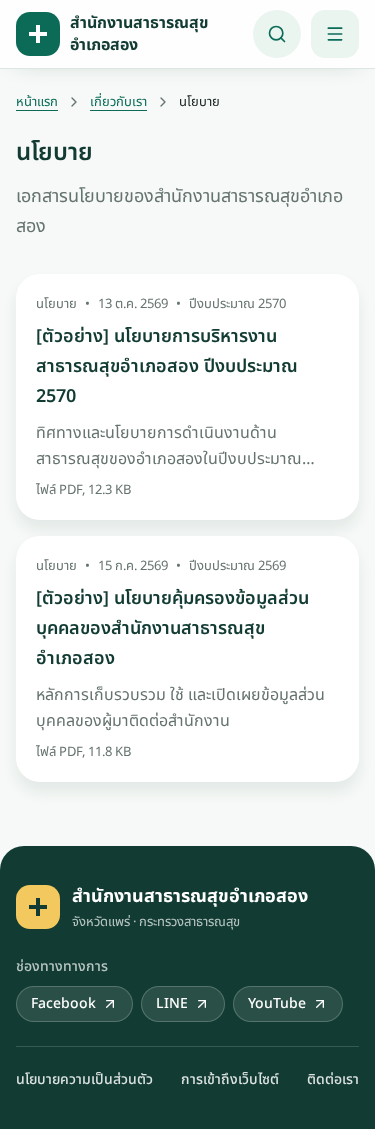 สำนักงานสาธารณสุข
อำเภอสอง
หน้าแรก > เกี่ยวกับเรา > นโยบาย
นโยบาย
เอกสารนโยบายของสำนักงานสาธารณสุขอำเภอ
สอง
นโยบาย • 13 ต.ค. 2569 • ปีงบประมาณ 2570
[ตัวอย่าง] นโยบายการบริหารงาน
สาธารณสุขอำเภอสอง ปีงบประมาณ
2570
ทิศทางและนโยบายการดำเนินงานด้าน
สาธารณสุขของอำเภอสองในปีงบประมาณ...
ไฟล์ PDF, 12.3 KB
นโยบาย • 15 ก.ค. 2569 • ปีงบประมาณ 2569
[ตัวอย่าง] นโยบายคุ้มครองข้อมูลส่วน
บุคคลของสำนักงานสาธารณสุข
อำเภอสอง
หลักการเก็บรวบรวม ใช้ และเปิดเผยข้อมูลส่วน
บุคคลของผู้มาติดต่อสำนักงาน
ไฟล์ PDF, 11.8 KB
สำนักงานสาธารณสุขอำเภอสอง
จังหวัดแพร่ · กระทรวงสาธารณสุข
ช่องทางทางการ
Facebook LINE YouTube
นโยบายความเป็นส่วนตัว การเข้าถึงเว็บไซต์ ติดต่อเรา